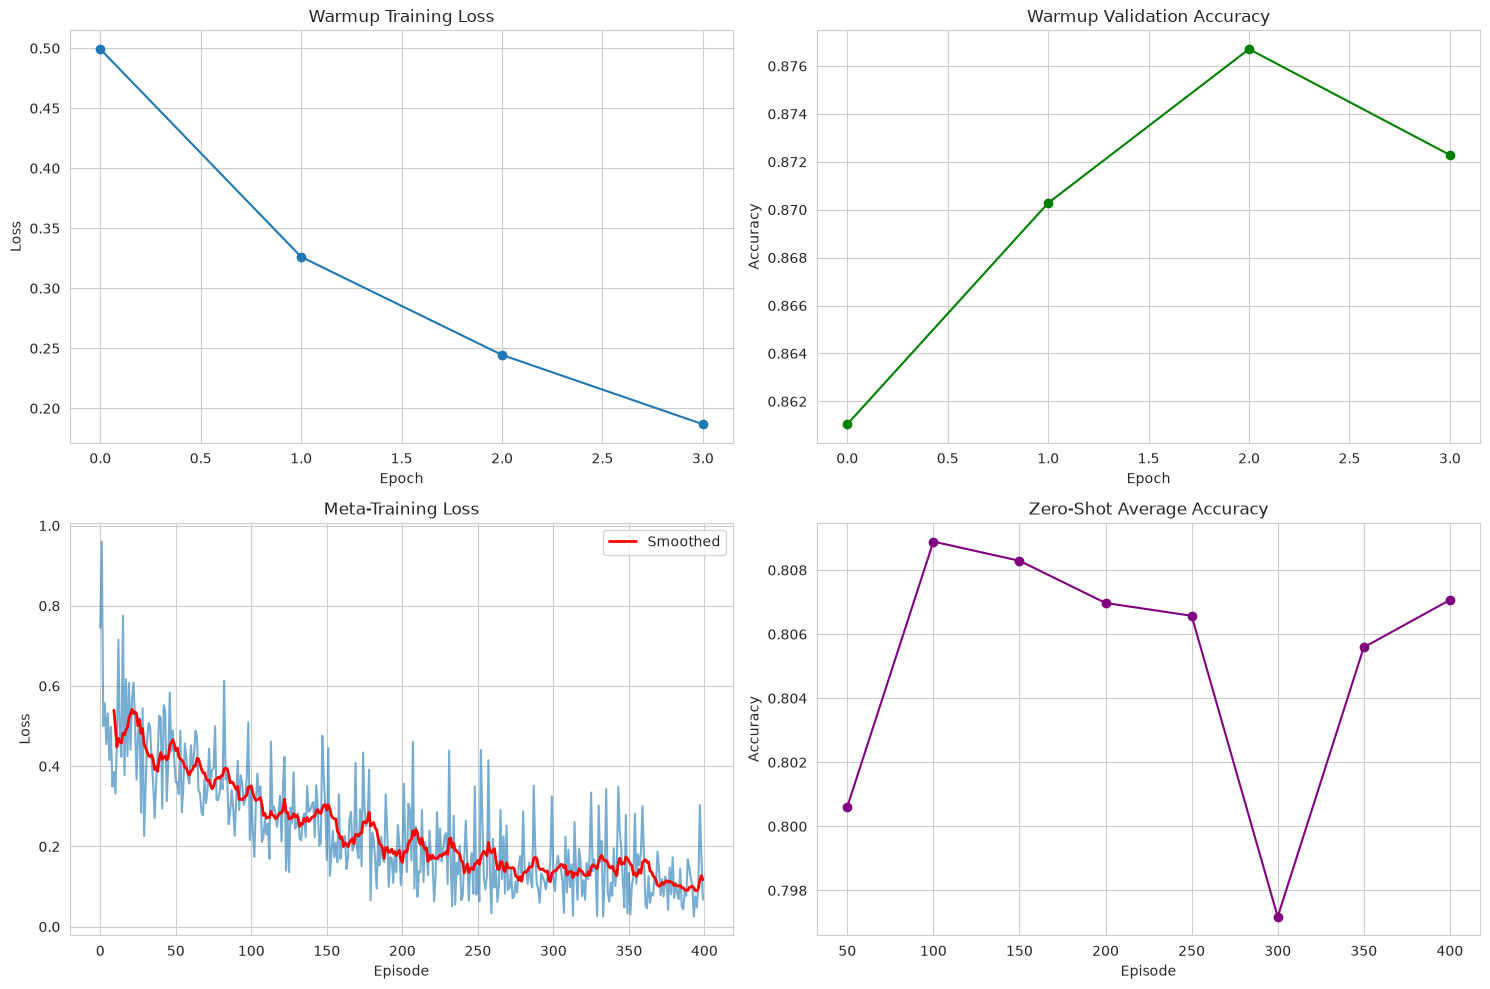 Warmup Training Loss
Loss
0.50
0.45
0.40
0.35
0.30
0.25
0.20
0.0 0.5 1.0 1.5 2.0 2.5 3.0
Epoch
Warmup Validation Accuracy
Accuracy
0.876
0.874
0.872
0.870
0.868
0.866
0.864
0.862
0.0 0.5 1.0 1.5 2.0 2.5 3.0
Epoch
Meta-Training Loss
Smoothed
Loss
1.0
0.8
0.6
0.4
0.2
0.0
0 50 100 150 200 250 300 350 400
Episode
Zero-Shot Average Accuracy
Accuracy
0.808
0.806
0.804
0.802
0.800
0.798
50 100 150 200 250 300 350 400
Episode